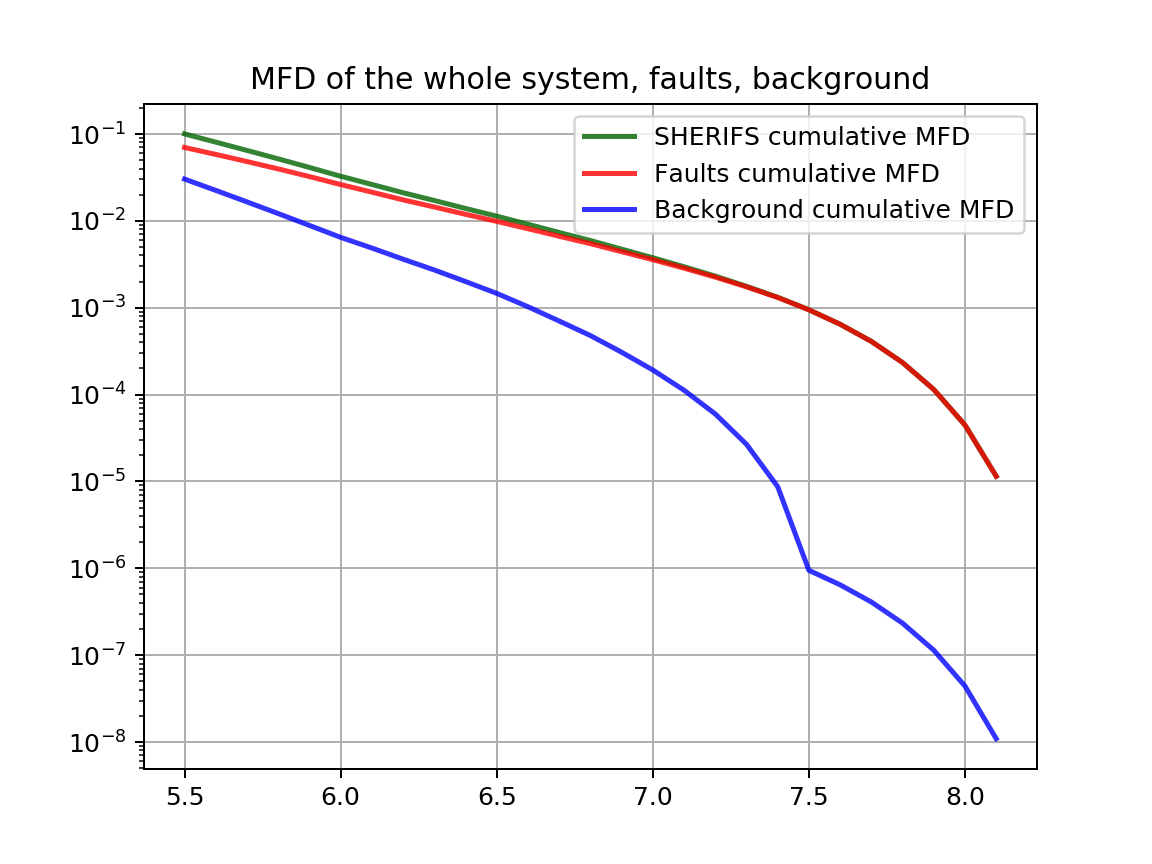 MFD of the whole system, faults, background
SHERIFS cumulative MFD
Faults cumulative MFD
Background cumulative MFD
10⁻¹
10⁻²
10⁻³
10⁻⁴
10⁻⁵
10⁻⁶
10⁻⁷
10⁻⁸
5.5 6.0 6.5 7.0 7.5 8.0